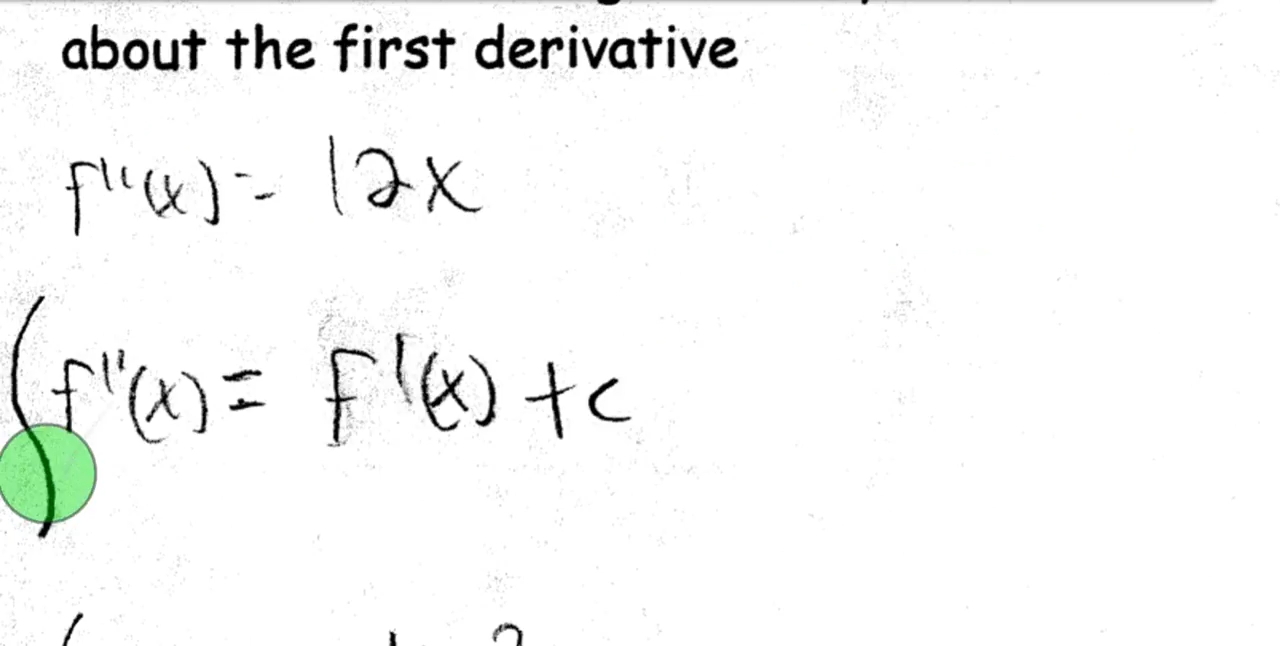 about the first derivative
f''(x) = 12x
∫f''(x) = f'(x) + c